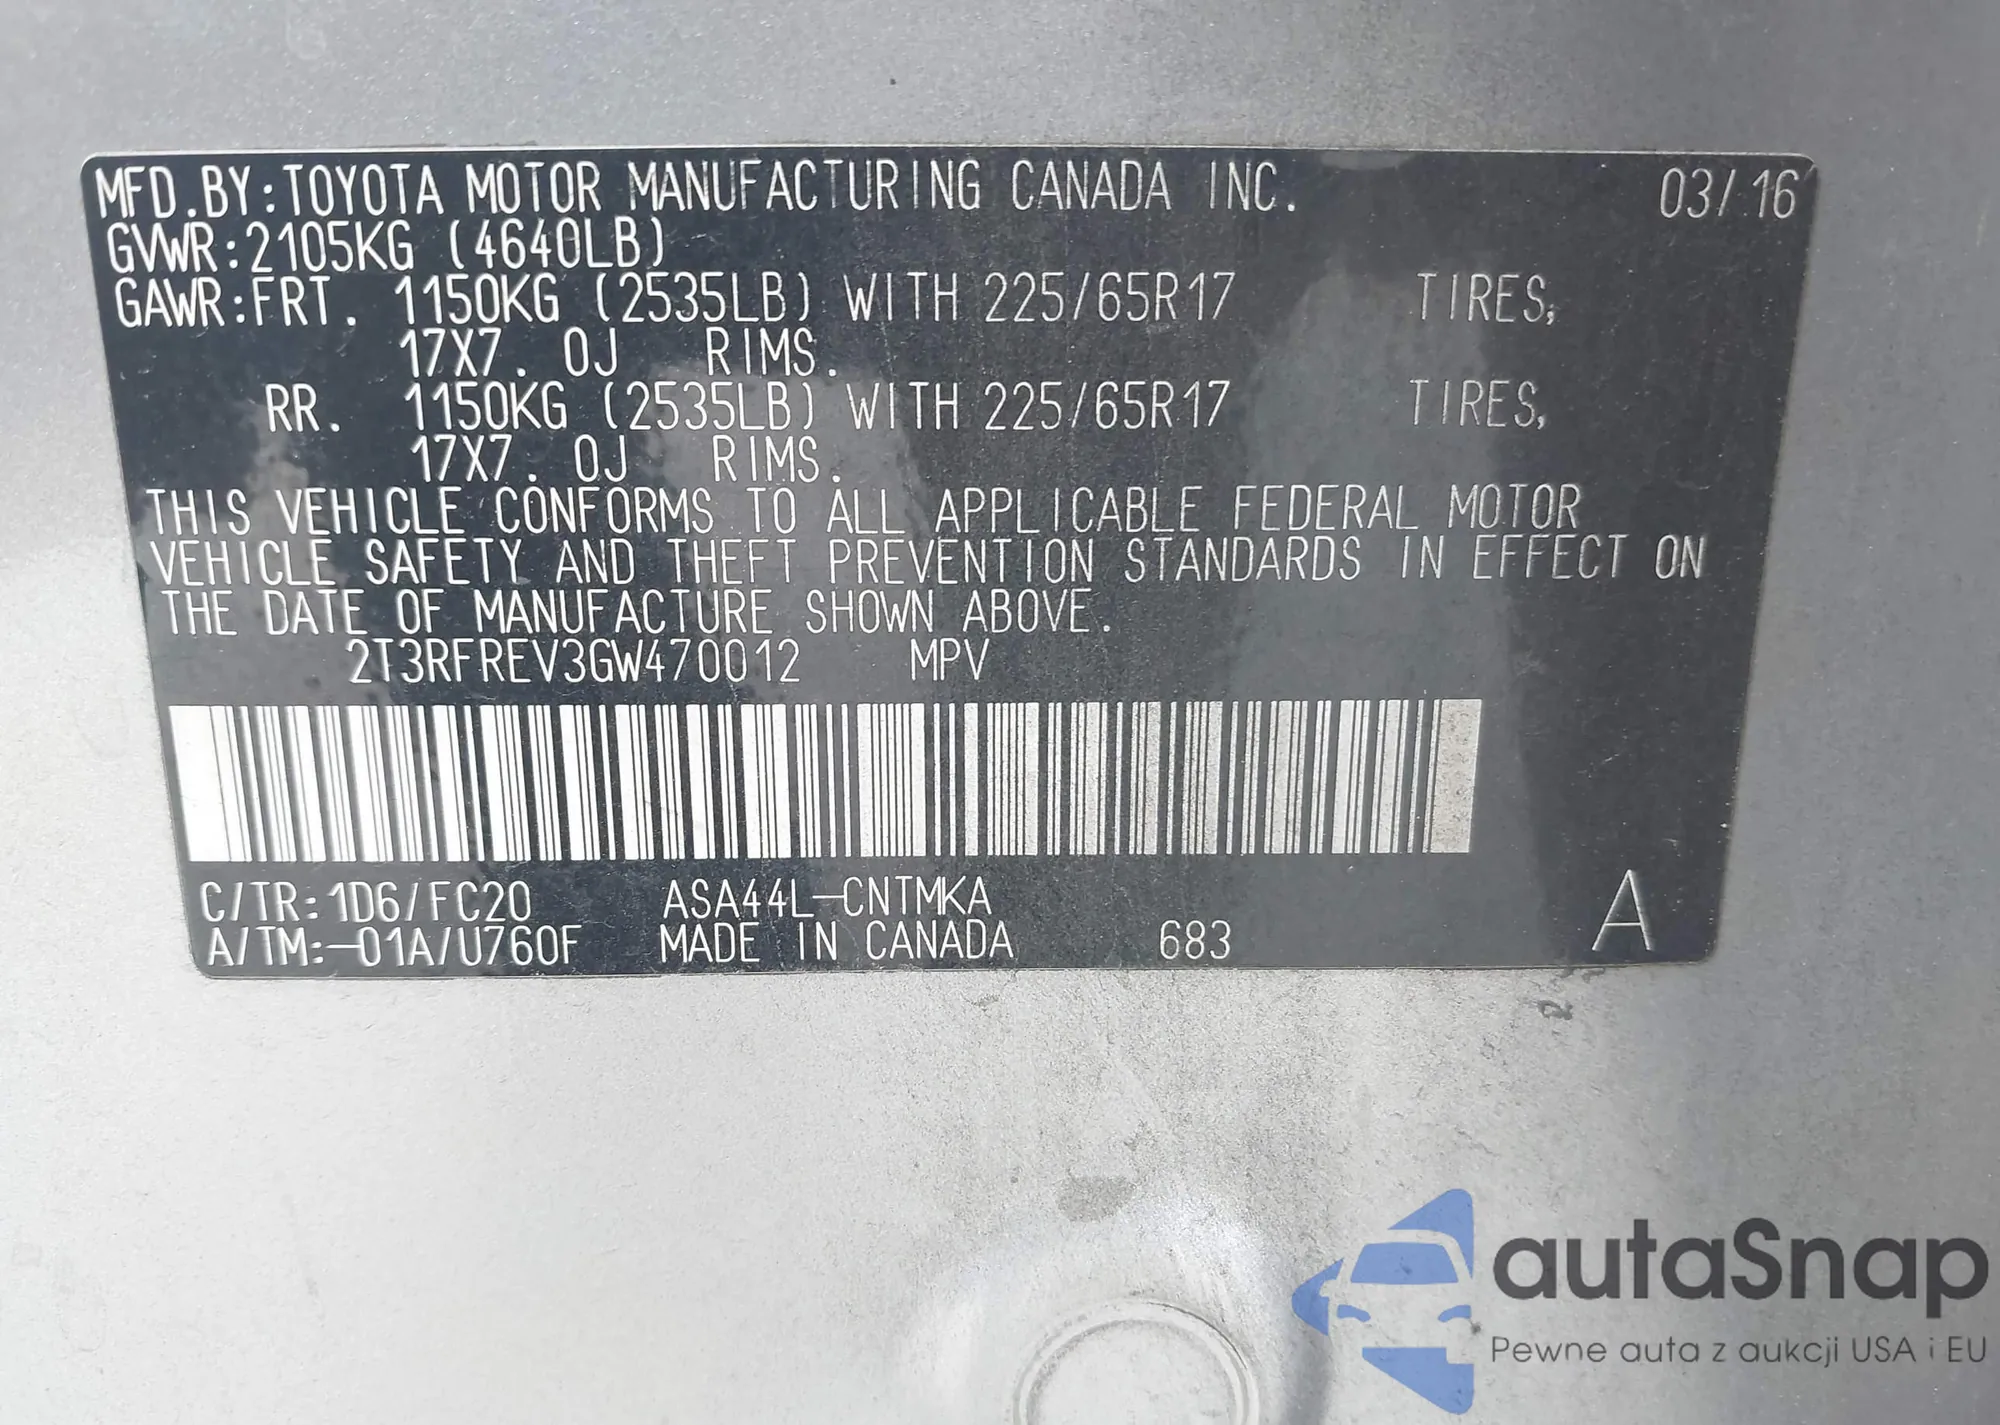 MFD.BY:TOYOTA MOTOR MANUFACTURING CANADA INC. 03/16
GVWR:2105KG (4640LB)
GAWR:FRT. 1150KG (2535LB) WITH 225/65R17 TIRES,
17X7.0J RIMS.
RR. 1150KG (2535LB) WITH 225/65R17 TIRES,
17X7.0J RIMS.
THIS VEHICLE CONFORMS TO ALL APPLICABLE FEDERAL MOTOR
VEHICLE SAFETY AND THEFT PREVENTION STANDARDS IN EFFECT ON
THE DATE OF MANUFACTURE SHOWN ABOVE.
2T3RFREV3GW470012 MPV
C/TR:1D6/FC20 ASA44L-CNTMKA
A/TM:-01A/U760F MADE IN CANADA 683 A
autaSnap
Pewne auta z aukcji USA i EU